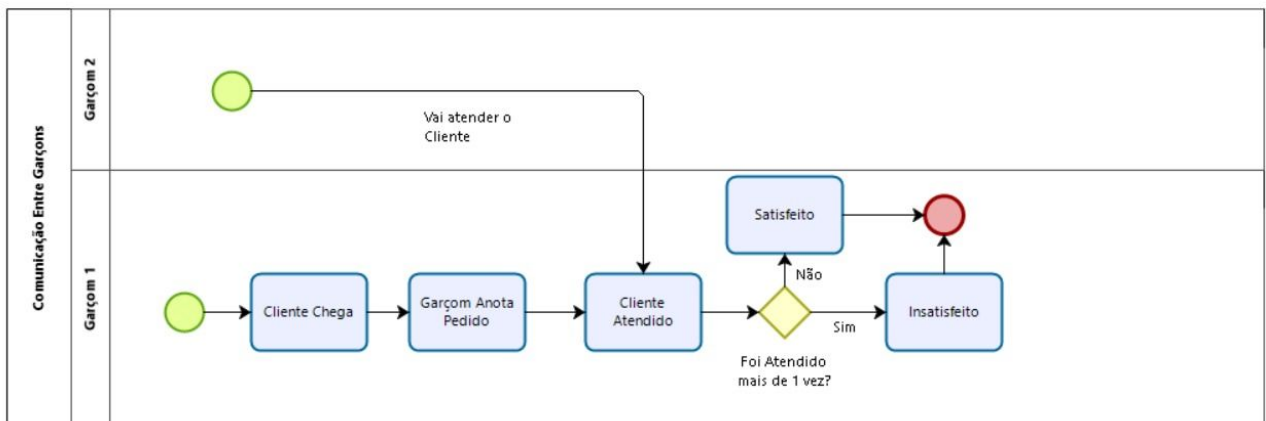 Comunicação Entre Garçons
Garçom 2
Vai atender o
Cliente
Garçom 1
Cliente Chega
Garçom Anota
Pedido
Cliente
Atendido
Satisfeito
Não
Sim
Insatisfeito
Foi Atendido
mais de 1 vez?